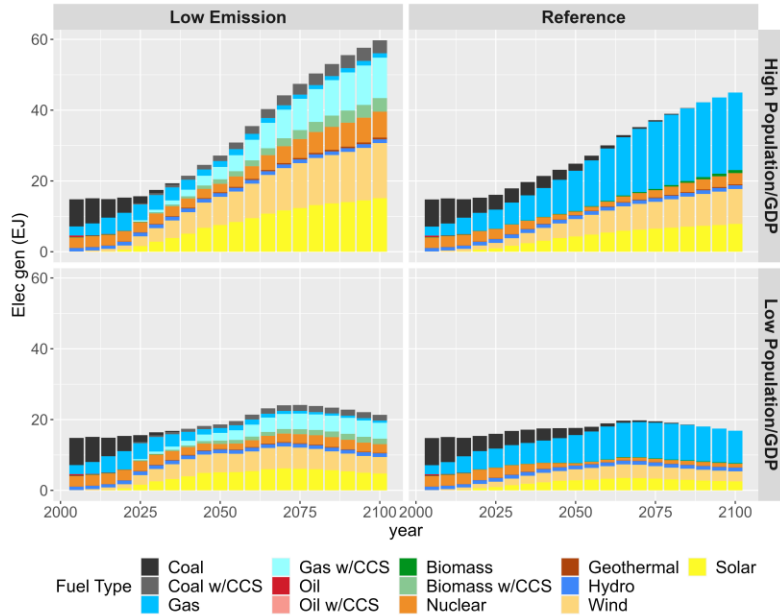 Low Emission
Reference
60
40
20
0
High Population/GDP
Elec gen (EJ)
60
40
20
0
Low Population/GDP
2000 2025 2050 2075 2100 2000 2025 2050 2075 2100
year
Fuel Type
Coal Gas w/CCS Biomass Geothermal Solar
Coal w/CCS Oil Biomass w/CCS Hydro
Gas Oil w/CCS Nuclear Wind